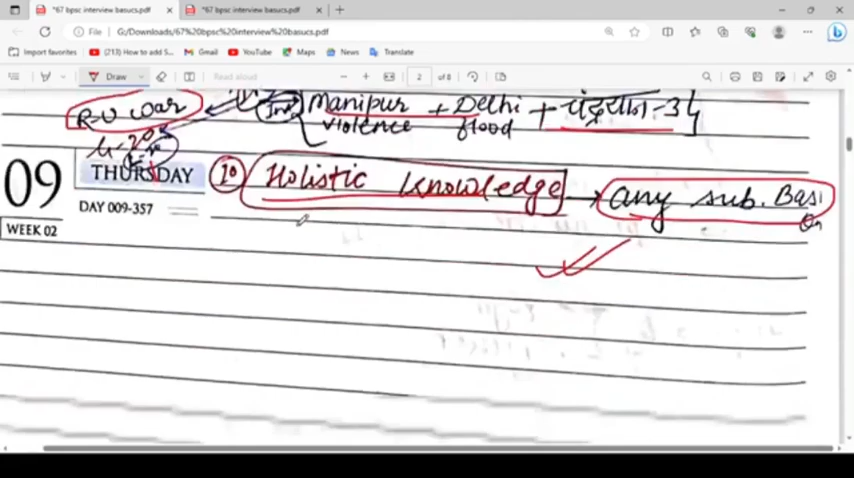 "67 bpsc interview basucs.pdf
"67 bpsc interview basucs.pdf
File | G:/Downloads/67%20bpsc%20interview%20basucs.pdf
Import favorites
(213) How to add S...
Gmail
YouTube
Maps
News
Translate
Draw
Read aloud
2
of 8
R-U war
Manipur + Delhi + चंद्रयान-3
violence flood
09
THURSDAY
10 Holistic Knowledge → any sub. Basi
DAY 009-357
Qn
WEEK 02